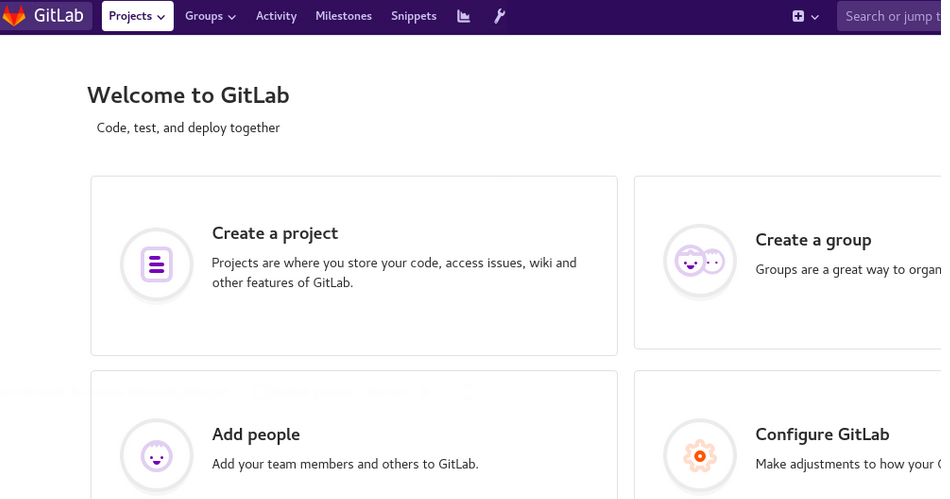 GitLab Projects Groups Activity Milestones Snippets Search or jump t
Welcome to GitLab
Code, test, and deploy together
Create a project
Projects are where you store your code, access issues, wiki and
other features of GitLab.
Create a group
Groups are a great way to organ
Add people
Add your team members and others to GitLab.
Configure GitLab
Make adjustments to how your G